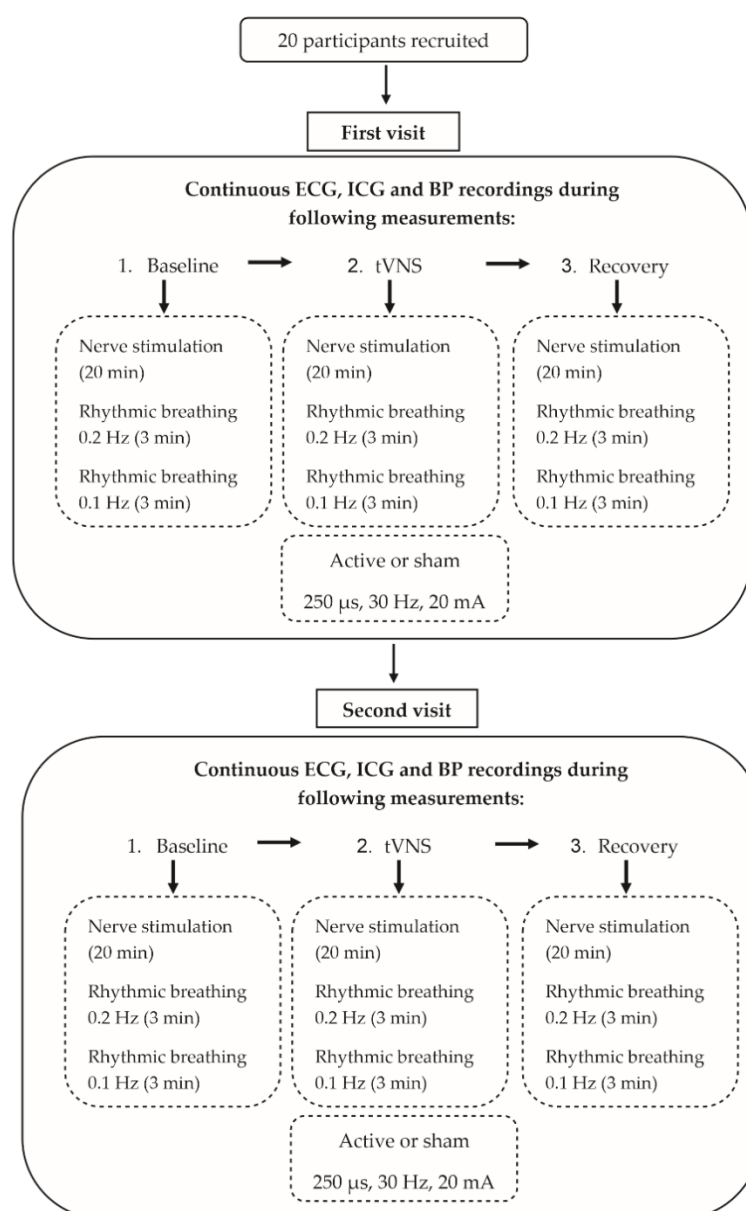 20 participants recruited
First visit
Continuous ECG, ICG and BP recordings during
following measurements:
1. Baseline
2. tVNS
3. Recovery
Nerve stimulation
(20 min)
Rhythmic breathing
0.2 Hz (3 min)
Rhythmic breathing
0.1 Hz (3 min)
Nerve stimulation
(20 min)
Rhythmic breathing
0.2 Hz (3 min)
Rhythmic breathing
0.1 Hz (3 min)
Nerve stimulation
(20 min)
Rhythmic breathing
0.2 Hz (3 min)
Rhythmic breathing
0.1 Hz (3 min)
Active or sham
250 μs, 30 Hz, 20 mA
Second visit
Continuous ECG, ICG and BP recordings during
following measurements:
1. Baseline
2. tVNS
3. Recovery
Nerve stimulation
(20 min)
Rhythmic breathing
0.2 Hz (3 min)
Rhythmic breathing
0.1 Hz (3 min)
Nerve stimulation
(20 min)
Rhythmic breathing
0.2 Hz (3 min)
Rhythmic breathing
0.1 Hz (3 min)
Nerve stimulation
(20 min)
Rhythmic breathing
0.2 Hz (3 min)
Rhythmic breathing
0.1 Hz (3 min)
Active or sham
250 μs, 30 Hz, 20 mA